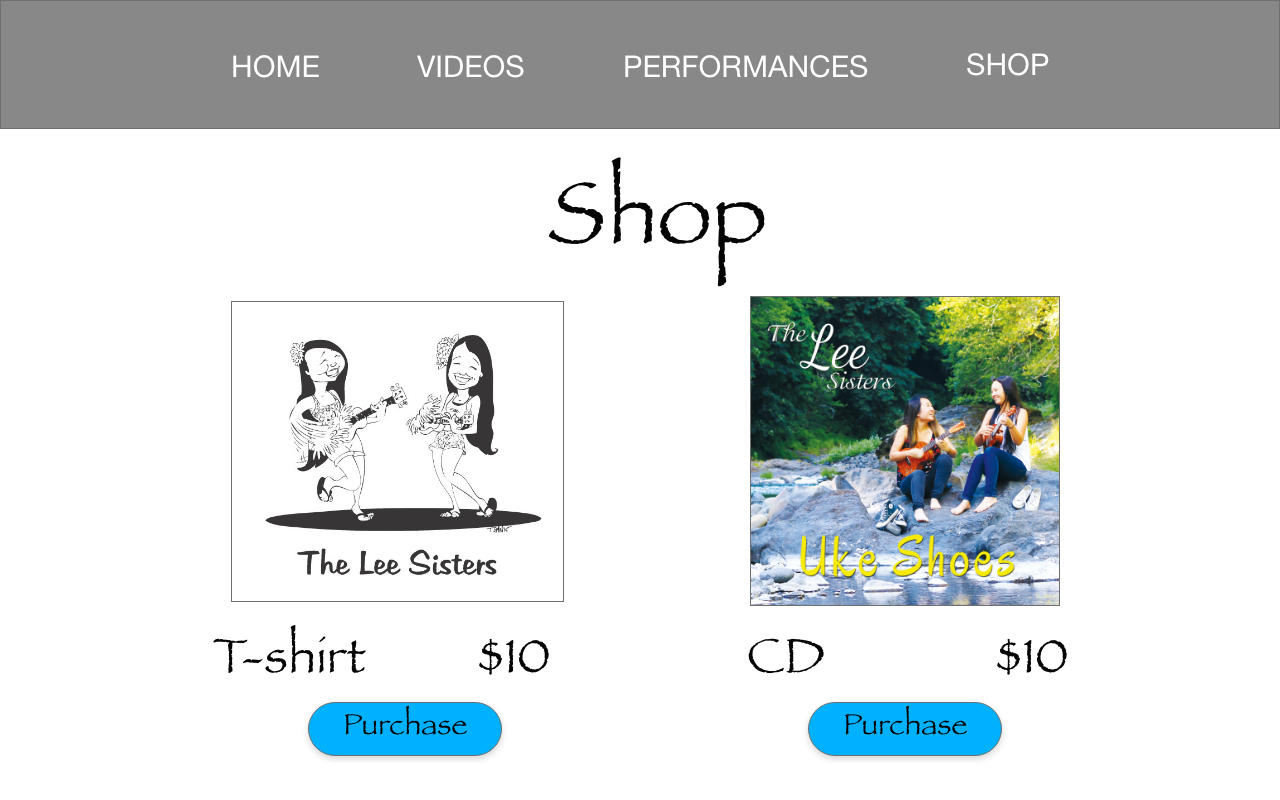 HOME VIDEOS PERFORMANCES SHOP
Shop
The Lee Sisters
The
Lee
Sisters
Uke Shoes
T-shirt $10
CD $10
Purchase
Purchase